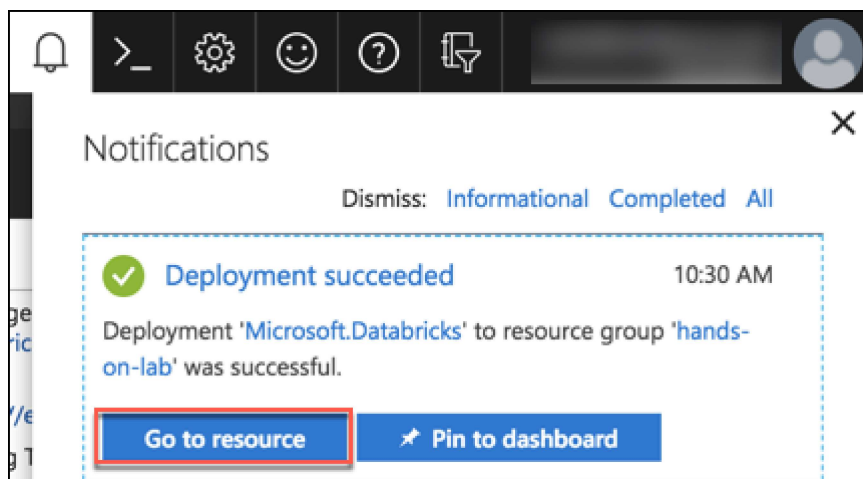 Notifications
Dismiss: Informational Completed All
Deployment succeeded 10:30 AM
Deployment 'Microsoft.Databricks' to resource group 'hands-
on-lab' was successful.
Go to resource Pin to dashboard